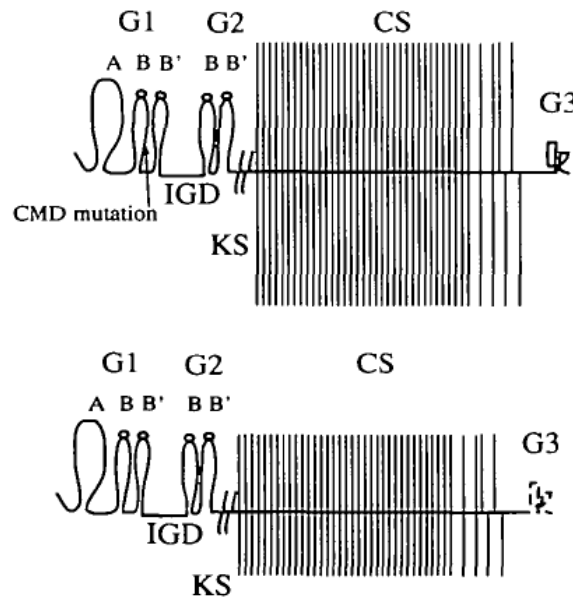 G1 G2 CS
A B B' B B'
G3
CMD mutation
IGD
KS
G1 G2 CS
A B B' B B'
G3
IGD
KS